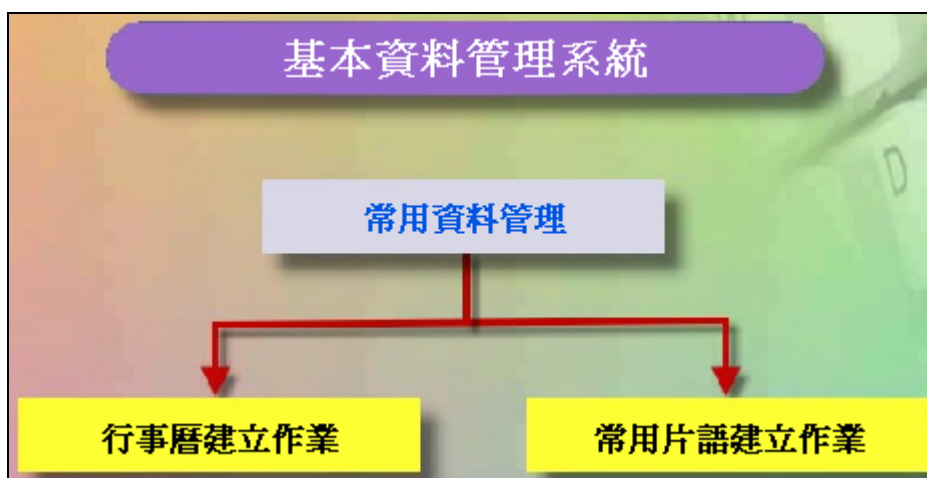 基本資料管理系統
常用資料管理
行事曆建立作業
常用片語建立作業